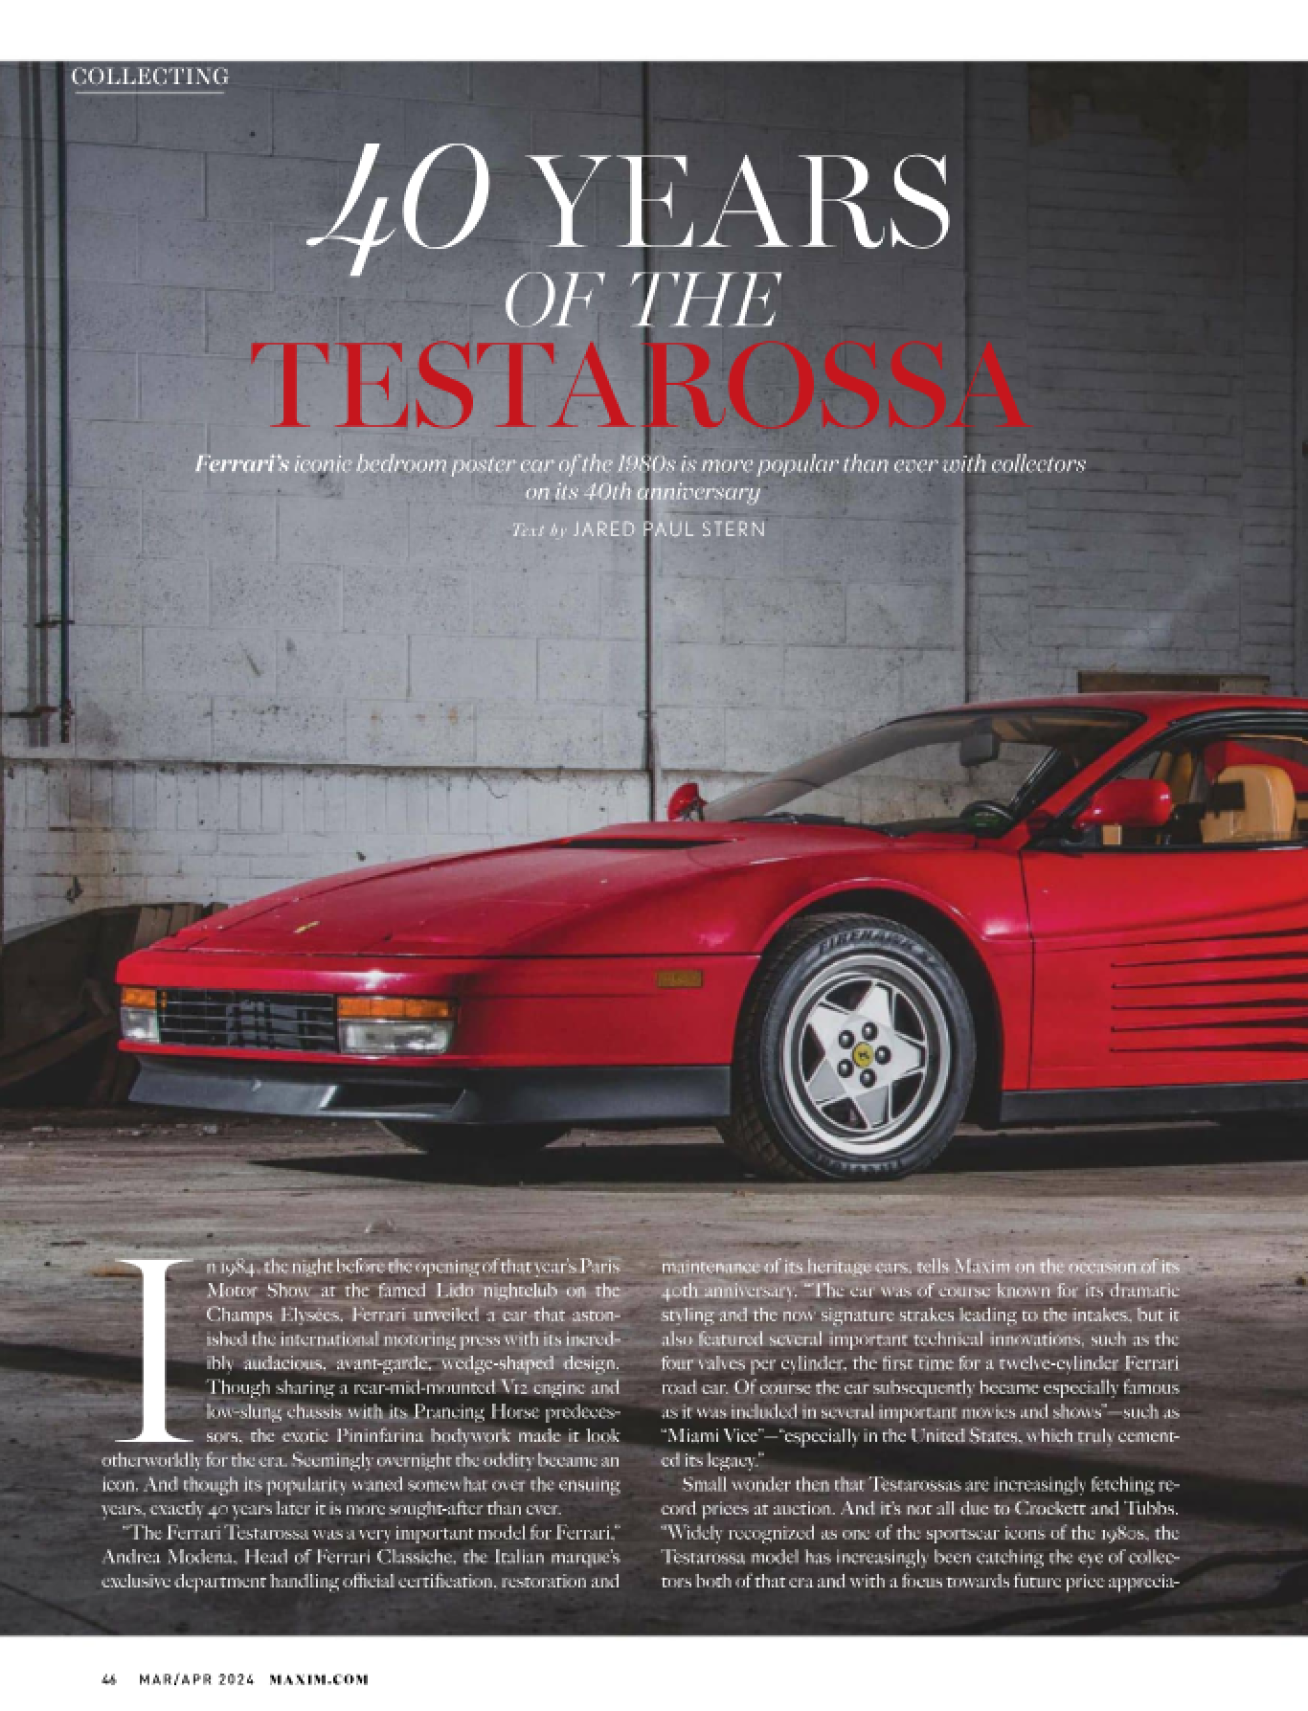 COLLECTING
40 YEARS
OF THE
TESTAROSSA
Ferrari's iconic bedroom poster car of the 1980s is more popular than ever with collectors
on its 40th anniversary
Text by JARED PAUL STERN
FIREHAWK
In 1984, the night before the opening of that year's Paris
Motor Show at the famed Lido nightclub on the
Champs Elysées, Ferrari unveiled a car that aston-
ished the international motoring press with its incred-
ibly audacious, avant-garde, wedge-shaped design.
Though sharing a rear-mid-mounted V12 engine and
low-slung chassis with its Prancing Horse predeces-
sors, the exotic Pininfarina bodywork made it look
otherworldly for the era. Seemingly overnight the oddity became an
icon. And though its popularity waned somewhat over the ensuing
years, exactly 40 years later it is more sought-after than ever.
"The Ferrari Testarossa was a very important model for Ferrari,"
Andrea Modena, Head of Ferrari Classiche, the Italian marque's
exclusive department handling official certification, restoration and
maintenance of its heritage cars, tells Maxim on the occasion of its
40th anniversary. "The car was of course known for its dramatic
styling and the now signature strakes leading to the intakes, but it
also featured several important technical innovations, such as the
four valves per cylinder, the first time for a twelve-cylinder Ferrari
road car. Of course the car subsequently became especially famous
as it was included in several important movies and shows"—such as
"Miami Vice"—"especially in the United States, which truly cement-
ed its legacy."
Small wonder then that Testarossas are increasingly fetching re-
cord prices at auction. And it's not all due to Crockett and Tubbs.
"Widely recognized as one of the sportscar icons of the 1980s, the
Testarossa model has increasingly been catching the eye of collec-
tors both of that era and with a focus towards future price apprecia-
46 MAR/APR 2024 MAXIM.COM